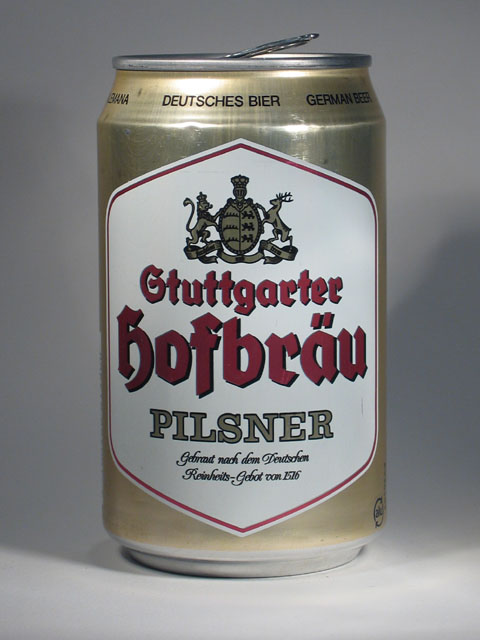 DEUTSCHES BIER GERMAN BEER
Stuttgarter
Hofbräu
PILSNER
Gebraut nach dem Deutschen
Reinheits-Gebot von 1516